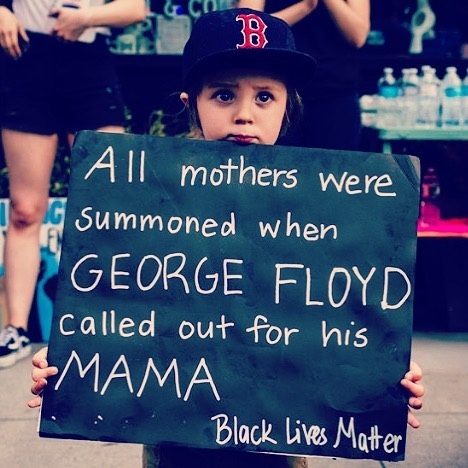 B
All mothers were
summoned when
GEORGE FLOYD
called out for his
MAMA
Black Lives Matter